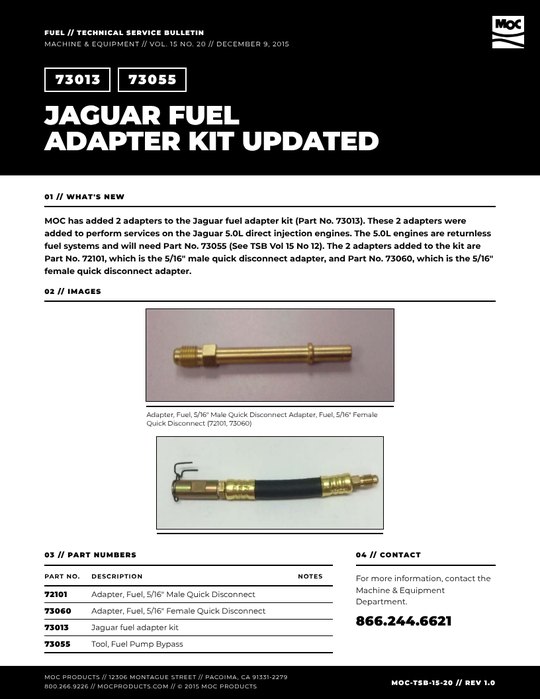 FUEL // TECHNICAL SERVICE BULLETIN
MACHINE & EQUIPMENT // VOL. 15 NO. 20 // DECEMBER 9, 2015
MOC
73013
73055
JAGUAR FUEL
ADAPTER KIT UPDATED
01 // WHAT'S NEW
MOC has added 2 adapters to the Jaguar fuel adapter kit (Part No. 73013). These 2 adapters were
added to perform services on the Jaguar 5.0L direct injection engines. The 5.0L engines are returnless
fuel systems and will need Part No. 73055 (See TSB Vol 15 No 12). The 2 adapters added to the kit are
Part No. 72101, which is the 5/16" male quick disconnect adapter, and Part No. 73060, which is the 5/16"
female quick disconnect adapter.
02 // IMAGES
Adapter, Fuel, 5/16" Male Quick Disconnect Adapter, Fuel, 5/16" Female
Quick Disconnect (72101, 73060)
03 // PART NUMBERS
PART NO. DESCRIPTION NOTES
72101 Adapter, Fuel, 5/16" Male Quick Disconnect
73060 Adapter, Fuel, 5/16" Female Quick Disconnect
73013 Jaguar fuel adapter kit
73055 Tool, Fuel Pump Bypass
04 // CONTACT
For more information, contact the
Machine & Equipment
Department.
866.244.6621
MOC PRODUCTS // 12306 MONTAGUE STREET // PACOIMA, CA 91331-2279
800.266.9226 // MOCPRODUCTS.COM // © 2015 MOC PRODUCTS
MOC-TSB-15-20 // REV 1.0